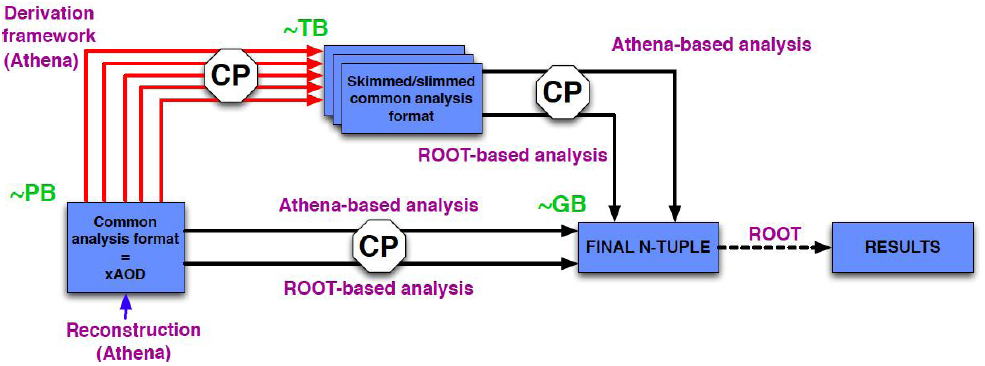 Derivation
framework
(Athena)
~TB
CP
Skimmed/slimmed
common analysis
format
CP
Athena-based analysis
ROOT-based analysis
~PB
Common
analysis format
=
xAOD
Athena-based analysis
CP
ROOT-based analysis
~GB
FINAL N-TUPLE
ROOT
RESULTS
Reconstruction
(Athena)